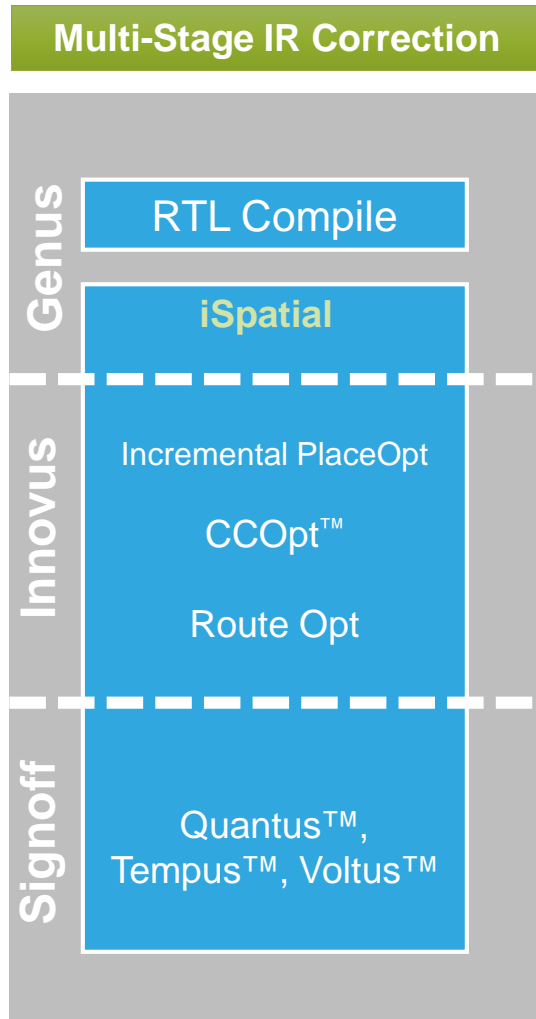 Multi-Stage IR Correction
Genus
RTL Compile
iSpatial
Innovus
Incremental PlaceOpt
CCOpt™
Route Opt
Signoff
Quantus™,
Tempus™, Voltus™